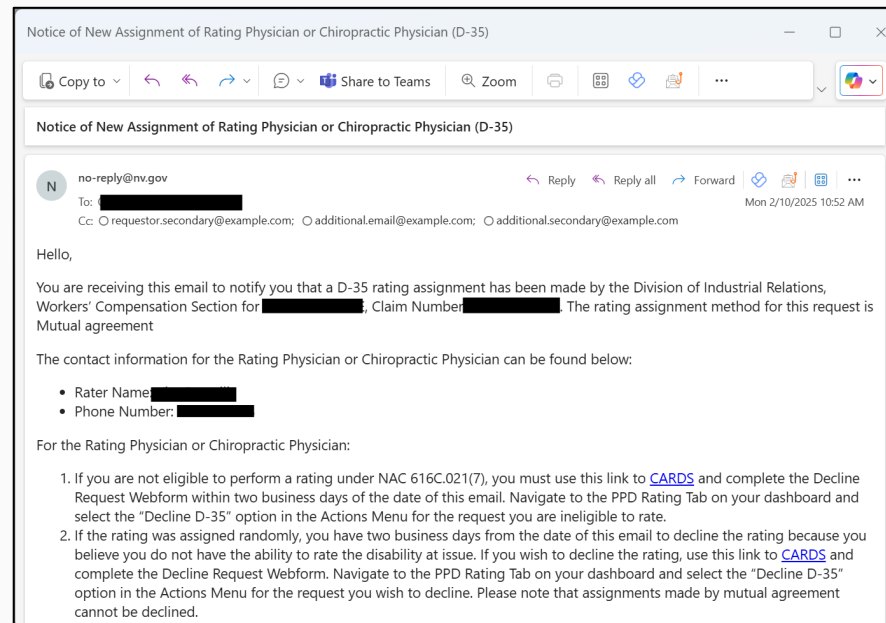 Notice of New Assignment of Rating Physician or Chiropractic Physician (D-35)
Copy to Share to Teams Zoom
Notice of New Assignment of Rating Physician or Chiropractic Physician (D-35)
N no-reply@nv.gov Reply Reply all Forward
To:
Mon 2/10/2025 10:52 AM
Cc: requestor.secondary@example.com; additional.email@example.com; additional.secondary@example.com
Hello,
You are receiving this email to notify you that a D-35 rating assignment has been made by the Division of Industrial Relations,
Workers' Compensation Section for , Claim Number . The rating assignment method for this request is
Mutual agreement
The contact information for the Rating Physician or Chiropractic Physician can be found below:
• Rater Name:
• Phone Number:
For the Rating Physician or Chiropractic Physician:
1. If you are not eligible to perform a rating under NAC 616C.021(7), you must use this link to CARDS and complete the Decline
Request Webform within two business days of the date of this email. Navigate to the PPD Rating Tab on your dashboard and
select the "Decline D-35" option in the Actions Menu for the request you are ineligible to rate.
2. If the rating was assigned randomly, you have two business days from the date of this email to decline the rating because you
believe you do not have the ability to rate the disability at issue. If you wish to decline the rating, use this link to CARDS and
complete the Decline Request Webform. Navigate to the PPD Rating Tab on your dashboard and select the "Decline D-35"
option in the Actions Menu for the request you wish to decline. Please note that assignments made by mutual agreement
cannot be declined.